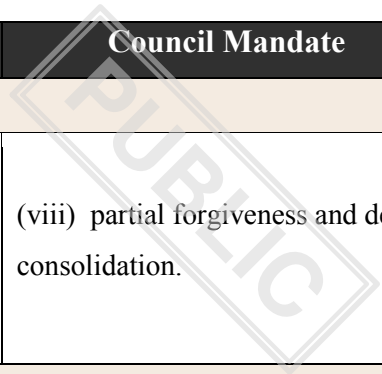 Council Mandate
PUBLIC
(viii) partial forgiveness and de
consolidation.